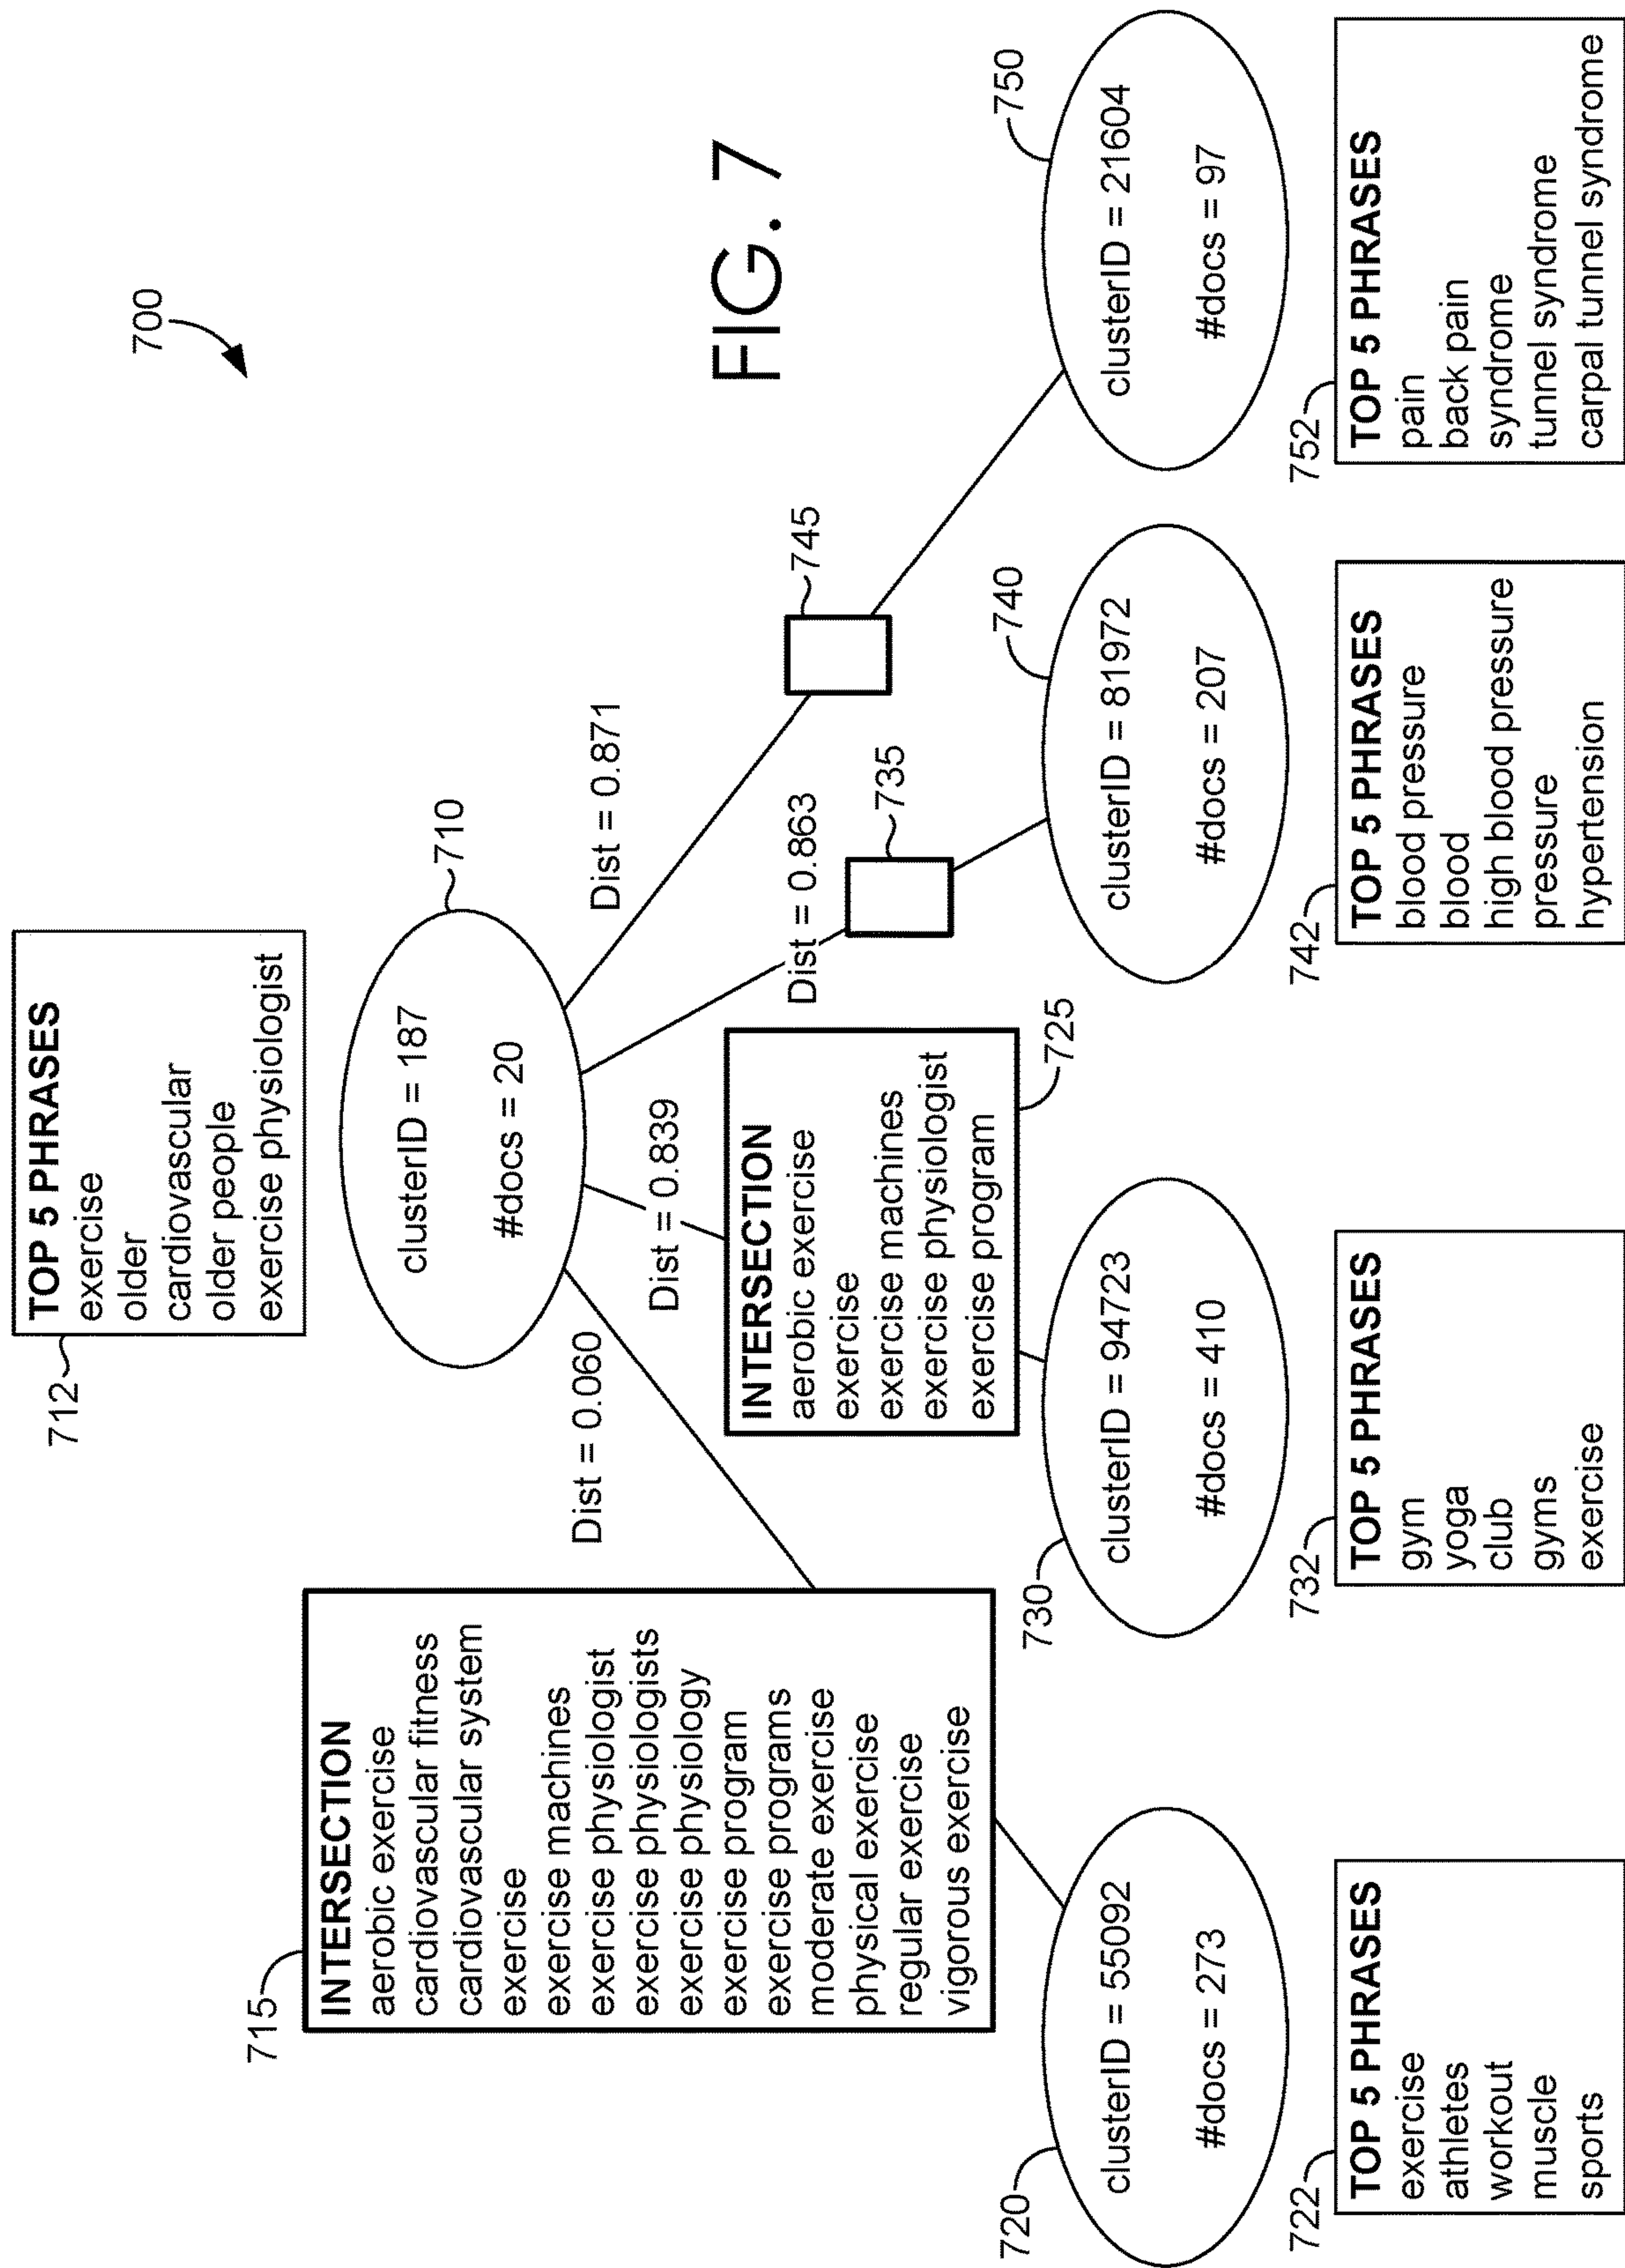 700
712
TOP 5 PHRASES
exercise
older
cardiovascular
older people
exercise physiologist
710
clusterID = 187
#docs = 20
Dist = 0.060
Dist = 0.839
Dist = 0.863
Dist = 0.871
715
INTERSECTION
aerobic exercise
cardiovascular fitness
cardiovascular system
exercise
exercise machines
exercise physiologist
exercise physiologists
exercise physiology
exercise program
exercise programs
moderate exercise
physical exercise
regular exercise
vigorous exercise
725
INTERSECTION
aerobic exercise
exercise
exercise machines
exercise physiologist
exercise program
735
745
FIG. 7
720
clusterID = 55092
#docs = 273
730
clusterID = 94723
#docs = 410
740
clusterID = 81972
#docs = 207
750
clusterID = 21604
#docs = 97
722
TOP 5 PHRASES
exercise
athletes
workout
muscle
sports
732
TOP 5 PHRASES
gym
yoga
club
gyms
exercise
742
TOP 5 PHRASES
blood pressure
blood
high blood pressure
pressure
hypertension
752
TOP 5 PHRASES
pain
back pain
syndrome
tunnel syndrome
carpal tunnel syndrome